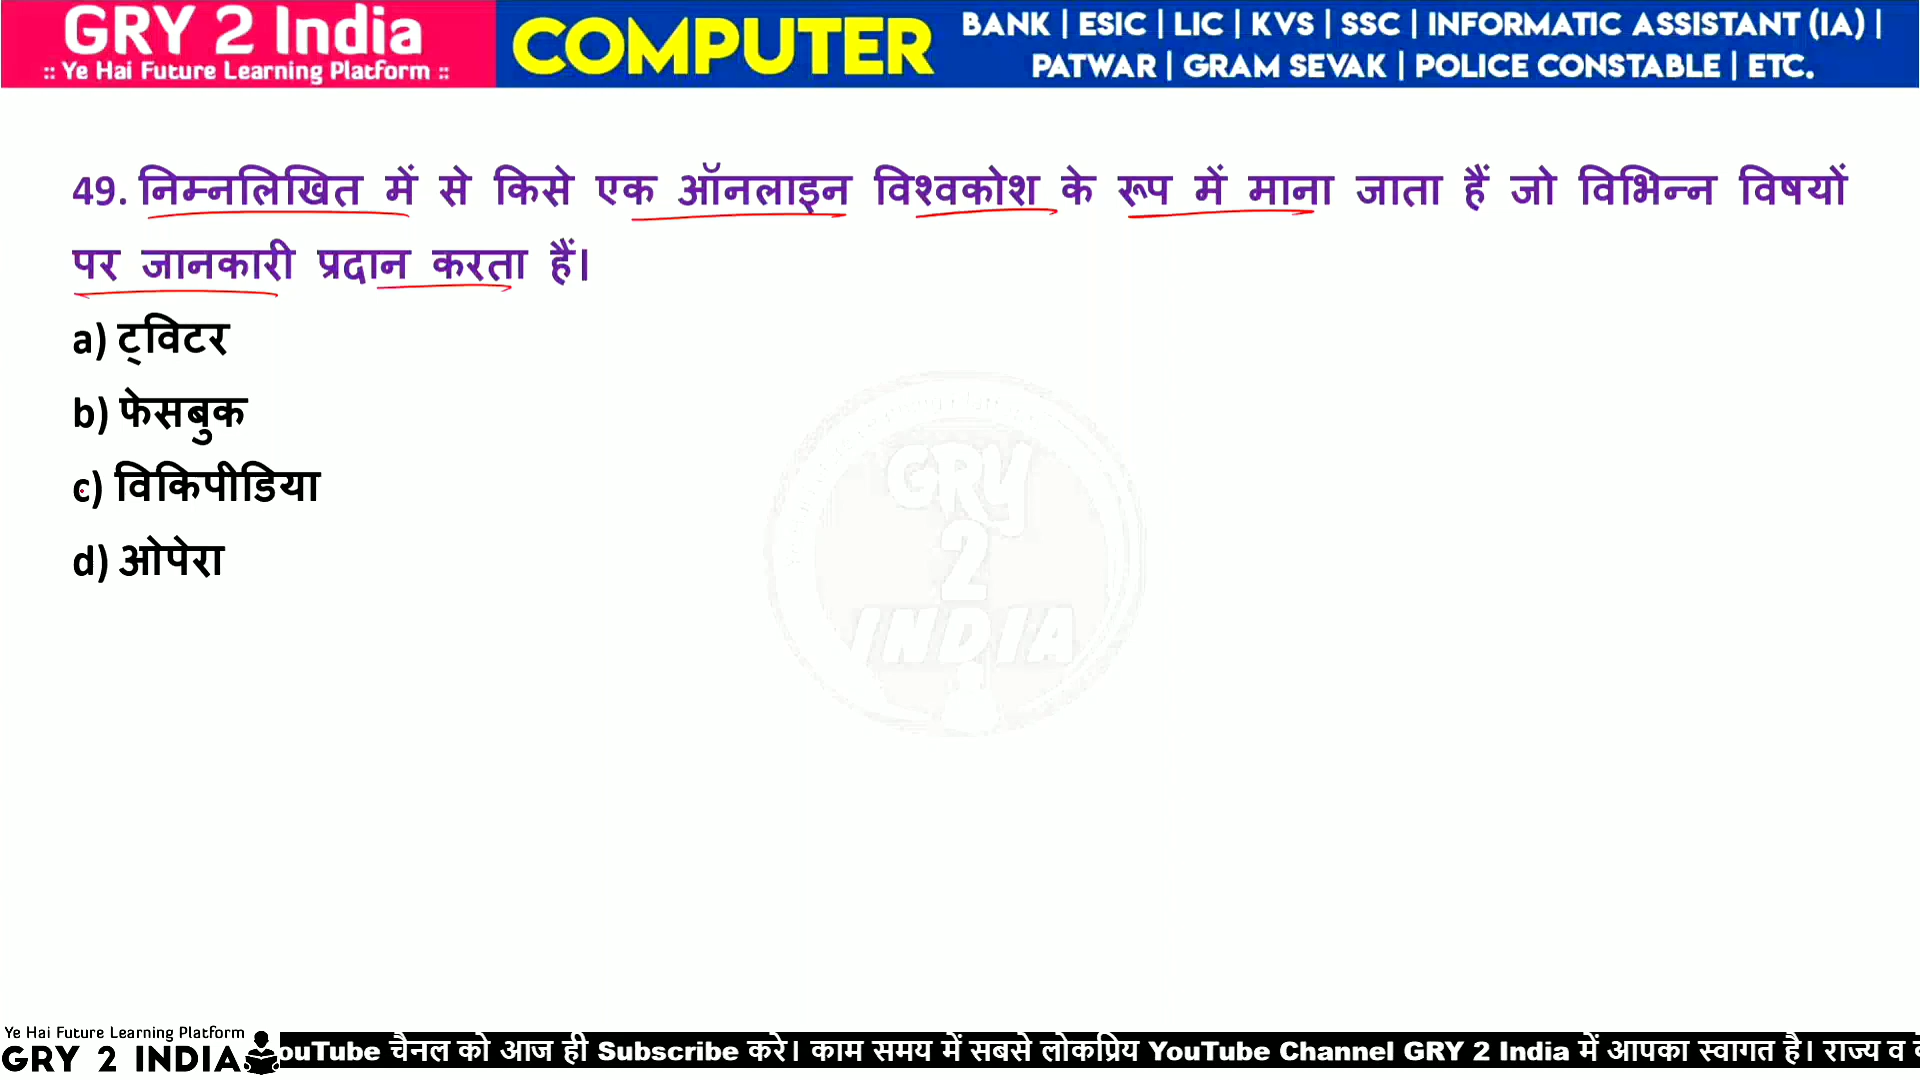 GRY 2 India
:: Ye Hai Future Learning Platform ::
COMPUTER
BANK | ESIC | LIC | KVS | SSC | INFORMATIC ASSISTANT (IA) |
PATWAR | GRAM SEVAK | POLICE CONSTABLE | ETC.
49. निम्नलिखित में से किसे एक ऑनलाइन विश्वकोश के रूप में माना जाता हैं जो विभिन्न विषयों
पर जानकारी प्रदान करता हैं।
a) ट्विटर
b) फेसबुक
c) विकिपीडिया
d) ओपेरा
GRY
2
INDIA
Ye Hai Future Learning Platform
GRY 2 INDIA
ouTube चैनल को आज ही Subscribe करे। काम समय में सबसे लोकप्रिय YouTube Channel GRY 2 India में आपका स्वागत है। राज्य व